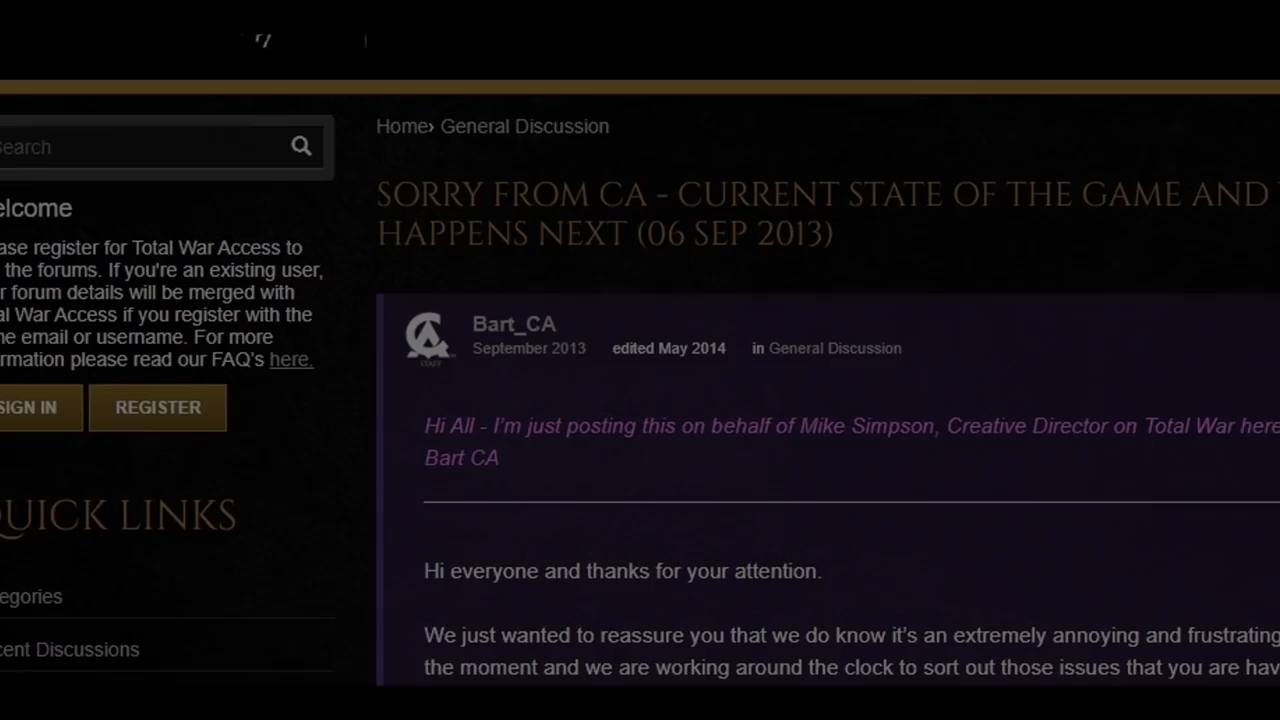 Home› General Discussion
Search
SORRY FROM CA - CURRENT STATE OF THE GAME AND
HAPPENS NEXT (06 SEP 2013)
elcome
ase register for Total War Access to
the forums. If you're an existing user,
r forum details will be merged with
al War Access if you register with the
ne email or username. For more
rmation please read our FAQ's here.
SIGN IN
REGISTER
Bart_CA
September 2013 edited May 2014 in General Discussion
STAFF
Hi All - I'm just posting this on behalf of Mike Simpson, Creative Director on Total War here
Bart CA
QUICK LINKS
Hi everyone and thanks for your attention.
egories
We just wanted to reassure you that we do know it's an extremely annoying and frustrating
cent Discussions
the moment and we are working around the clock to sort out those issues that you are hav